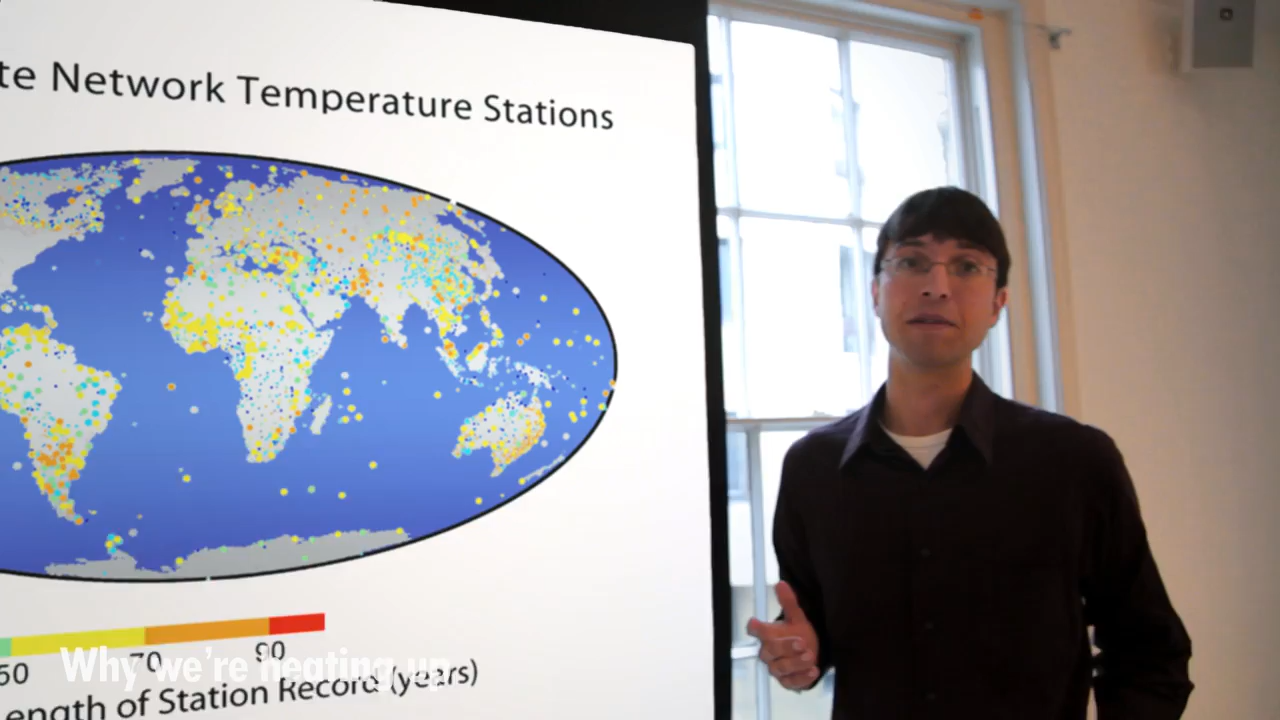 te Network Temperature Stations
50 70 90
ength of Station Record (years)
Why we're heating up.